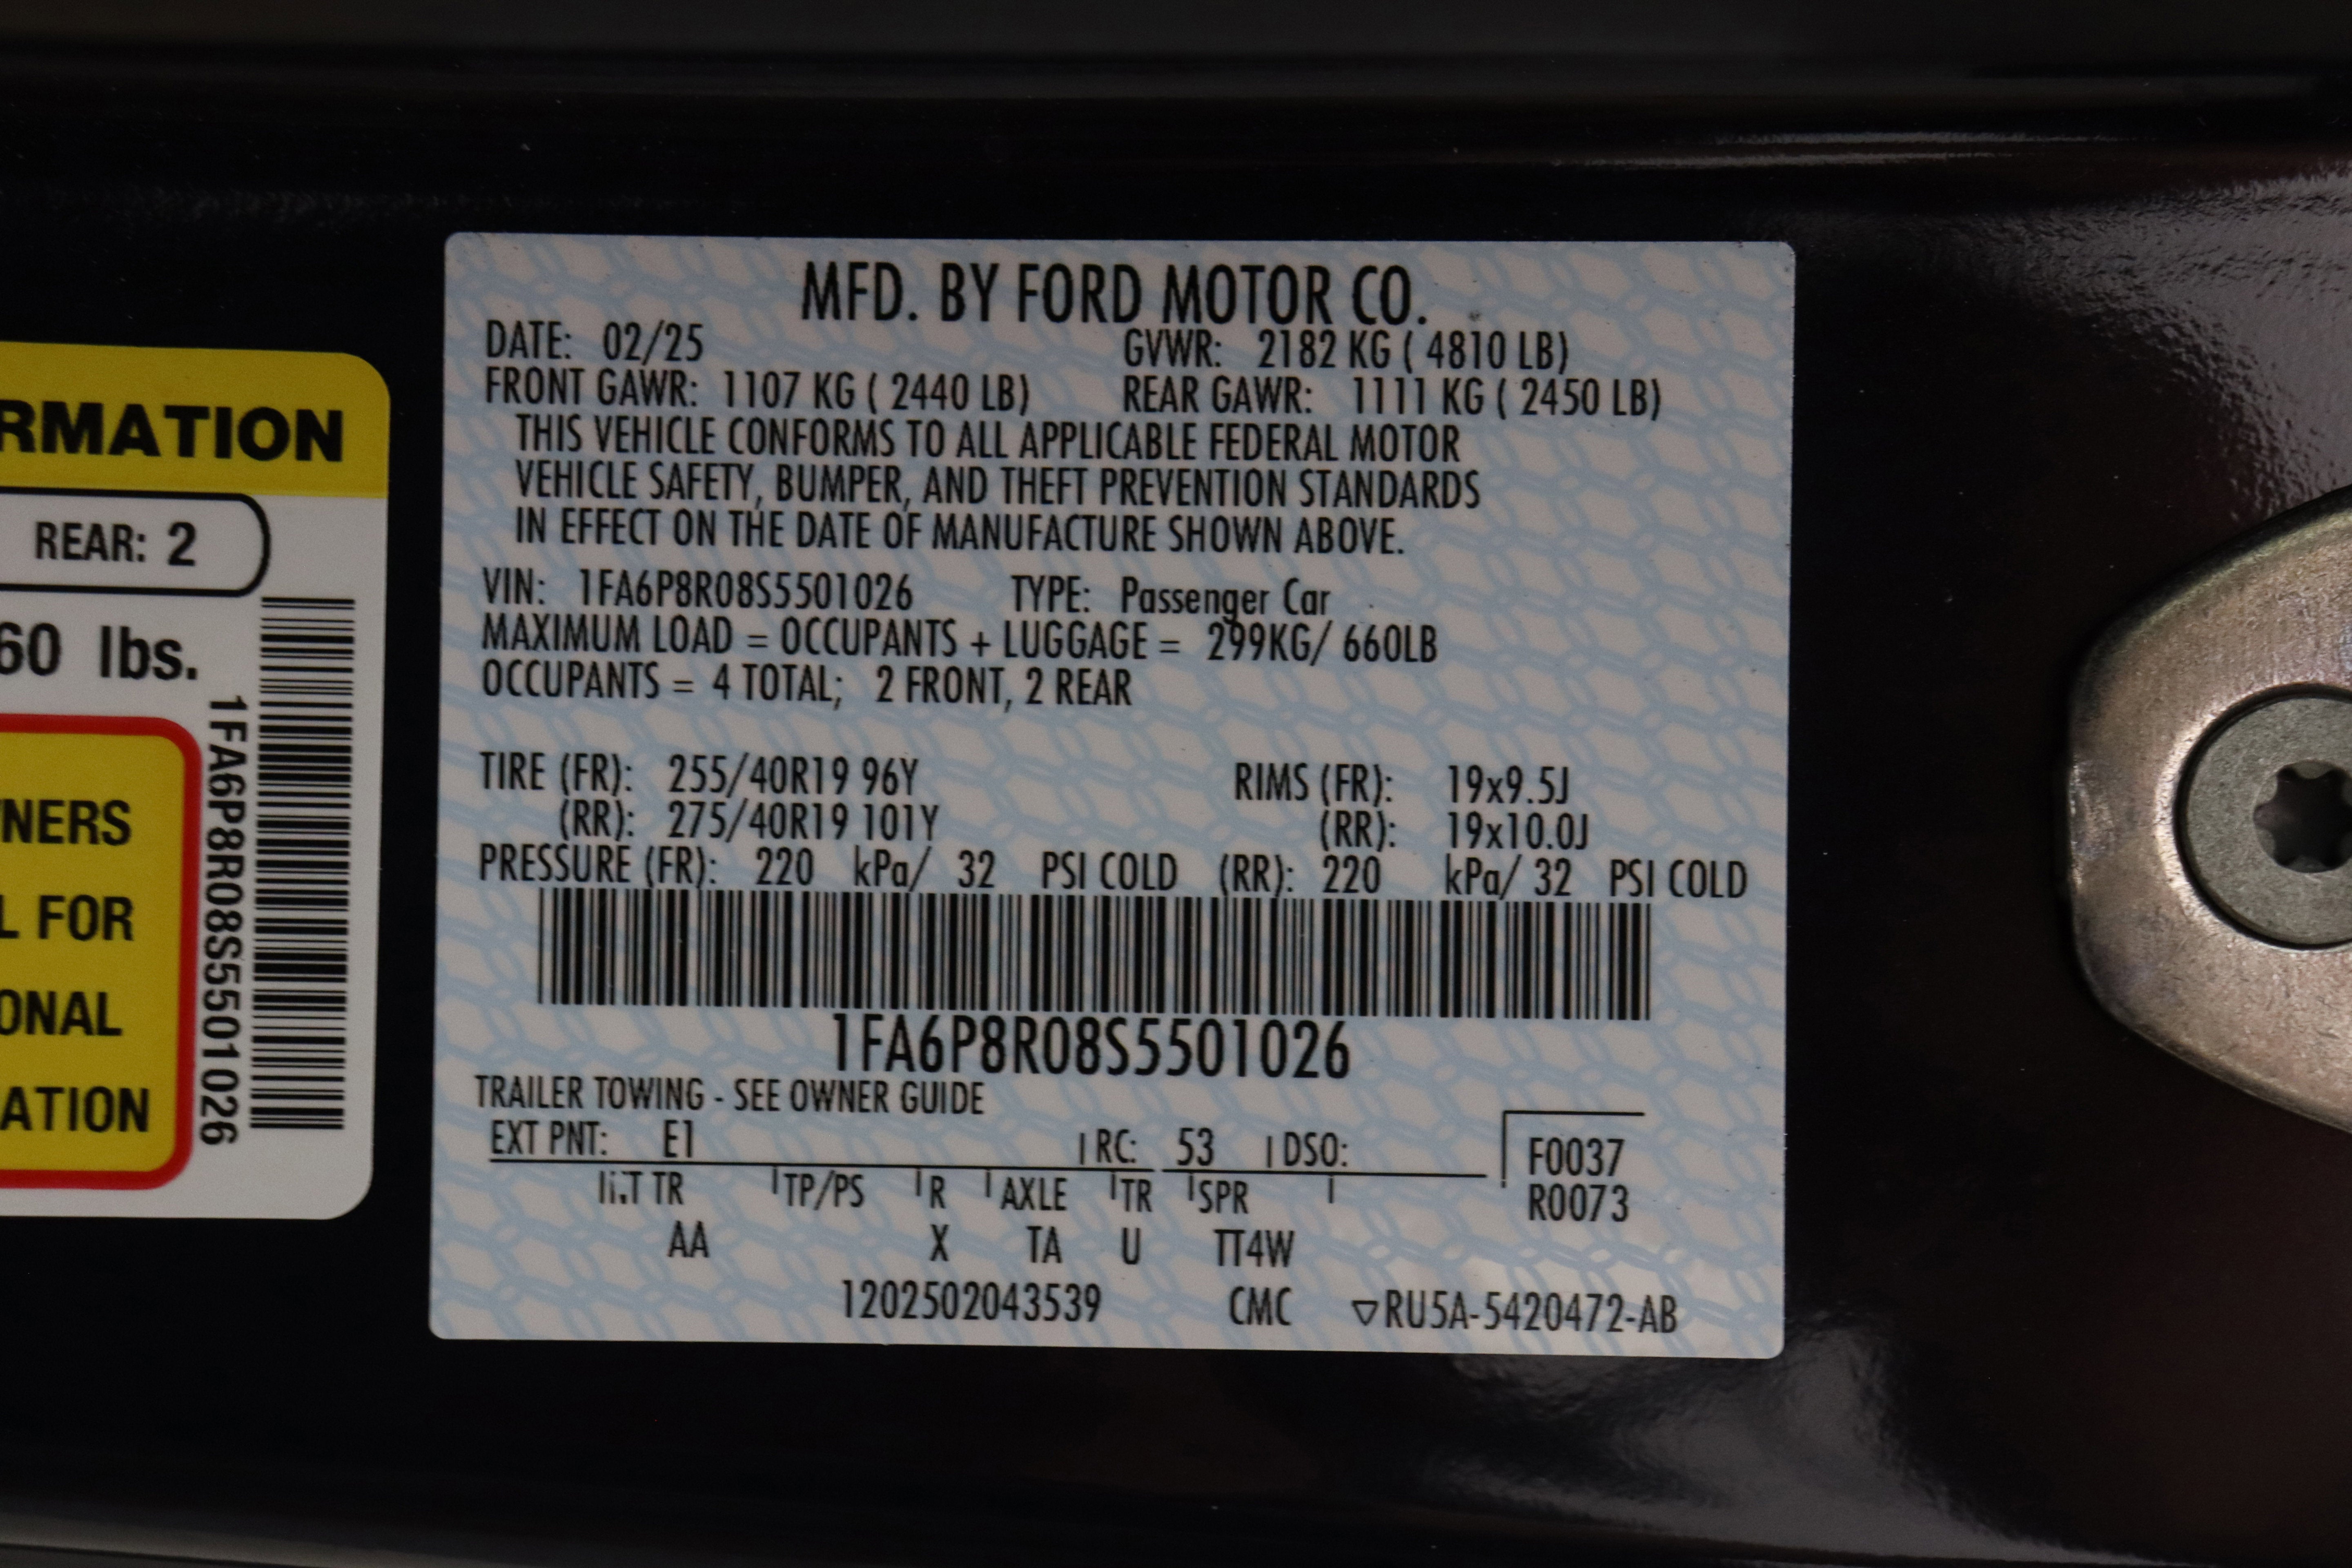 RMATION
REAR: 2
60 lbs.
NERS
L FOR
ONAL
ATION
1FA6P8R08S5501026
MFD. BY FORD MOTOR CO.
DATE: 02/25 GVWR: 2182 KG ( 4810 LB)
FRONT GAWR: 1107 KG ( 2440 LB) REAR GAWR: 1111 KG ( 2450 LB)
THIS VEHICLE CONFORMS TO ALL APPLICABLE FEDERAL MOTOR
VEHICLE SAFETY, BUMPER, AND THEFT PREVENTION STANDARDS
IN EFFECT ON THE DATE OF MANUFACTURE SHOWN ABOVE.
VIN: 1FA6P8R08S5501026 TYPE: Passenger Car
MAXIMUM LOAD = OCCUPANTS + LUGGAGE = 299KG/ 660LB
OCCUPANTS = 4 TOTAL; 2 FRONT, 2 REAR
TIRE (FR): 255/40R19 96Y RIMS (FR): 19x9.5J
(RR): 275/40R19 101Y (RR): 19x10.0J
PRESSURE (FR): 220 kPa/ 32 PSI COLD (RR): 220 kPa/ 32 PSI COLD
1FA6P8R08S5501026
TRAILER TOWING - SEE OWNER GUIDE
EXT PNT: E1 RC: 53 DSO: F0037
TR TP/PS R AXLE TR SPR R0073
AA X TA U TT4W
1202502043539 CMC ▽RU5A-5420472-AB